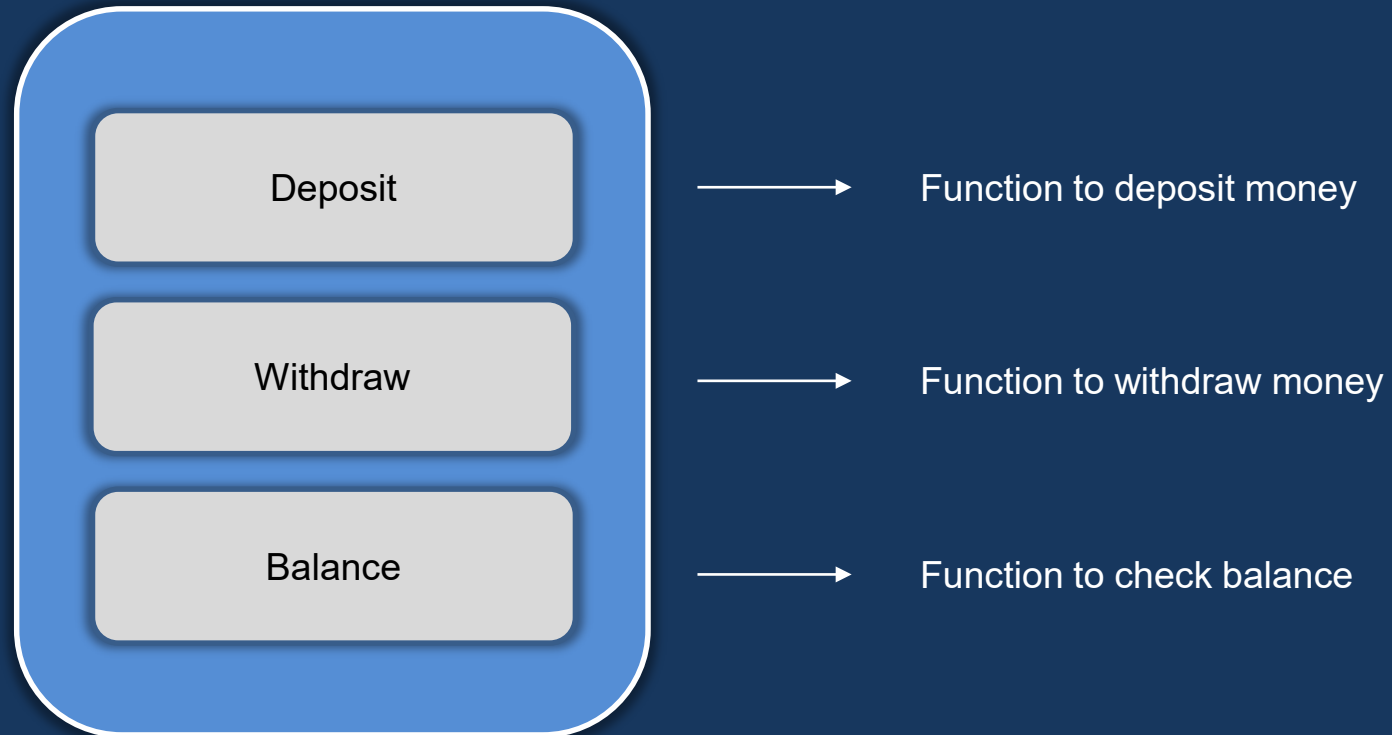 Deposit
Function to deposit money
Withdraw
Function to withdraw money
Balance
Function to check balance